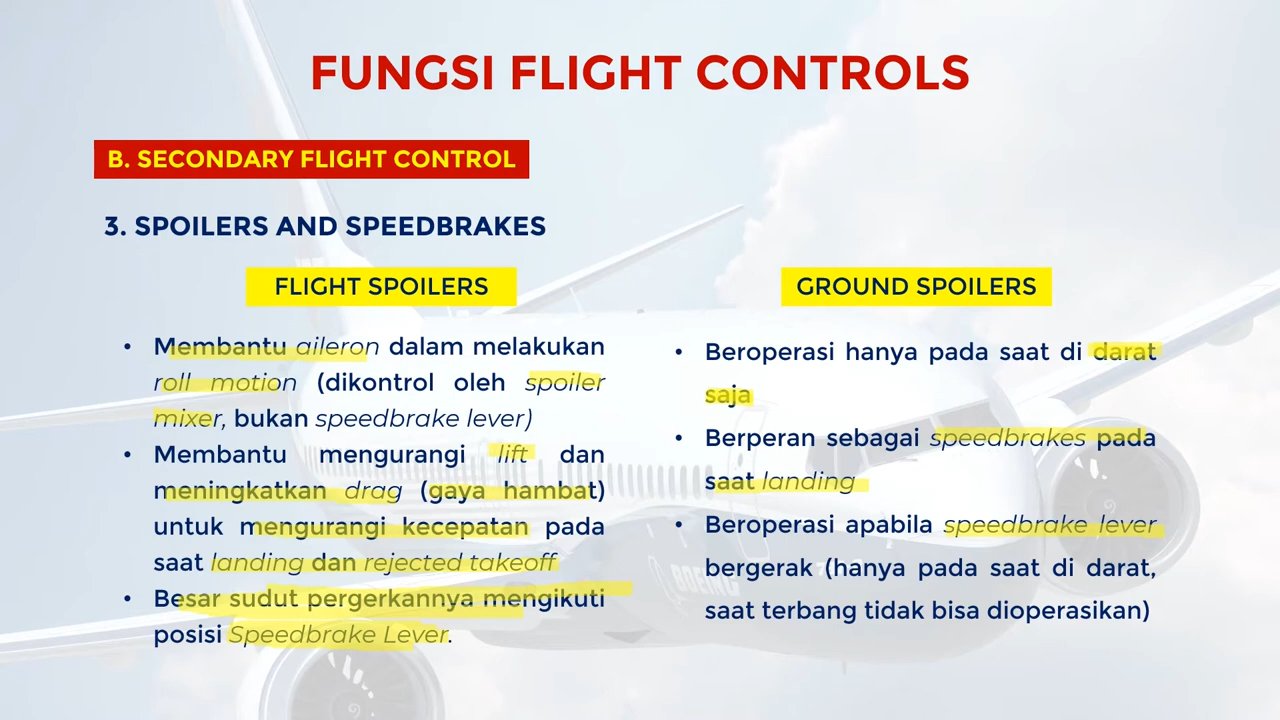 FUNGSI FLIGHT CONTROLS
B. SECONDARY FLIGHT CONTROL
3. SPOILERS AND SPEEDBRAKES
FLIGHT SPOILERS
• Membantu aileron dalam melakukan
roll motion (dikontrol oleh spoiler
mixer, bukan speedbrake lever)
• Membantu mengurangi lift dan
meningkatkan drag (gaya hambat)
untuk mengurangi kecepatan pada
saat landing dan rejected takeoff
• Besar sudut pergerkannya mengikuti
posisi Speedbrake Lever.
GROUND SPOILERS
• Beroperasi hanya pada saat di darat
saja
• Berperan sebagai speedbrakes pada
saat landing
• Beroperasi apabila speedbrake lever
bergerak (hanya pada saat di darat,
saat terbang tidak bisa dioperasikan)
BOEING